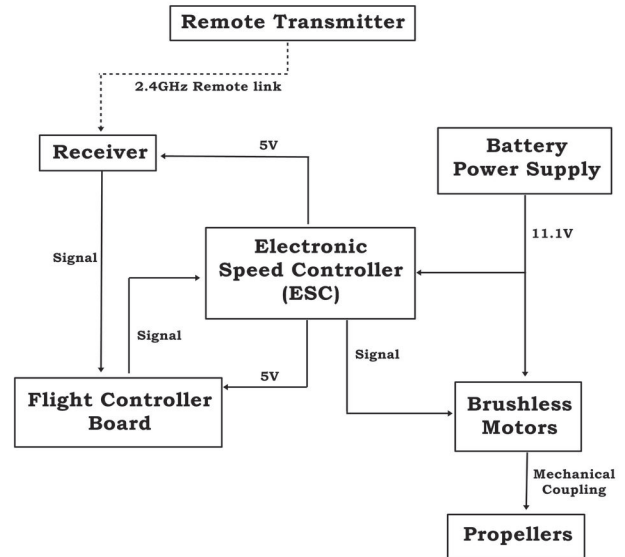 Remote Transmitter
2.4GHz Remote link
Receiver
5V
Battery
Power Supply
11.1V
Electronic
Speed Controller
(ESC)
Signal
Signal
Signal
5V
Flight Controller
Board
Brushless
Motors
Mechanical
Coupling
Propellers